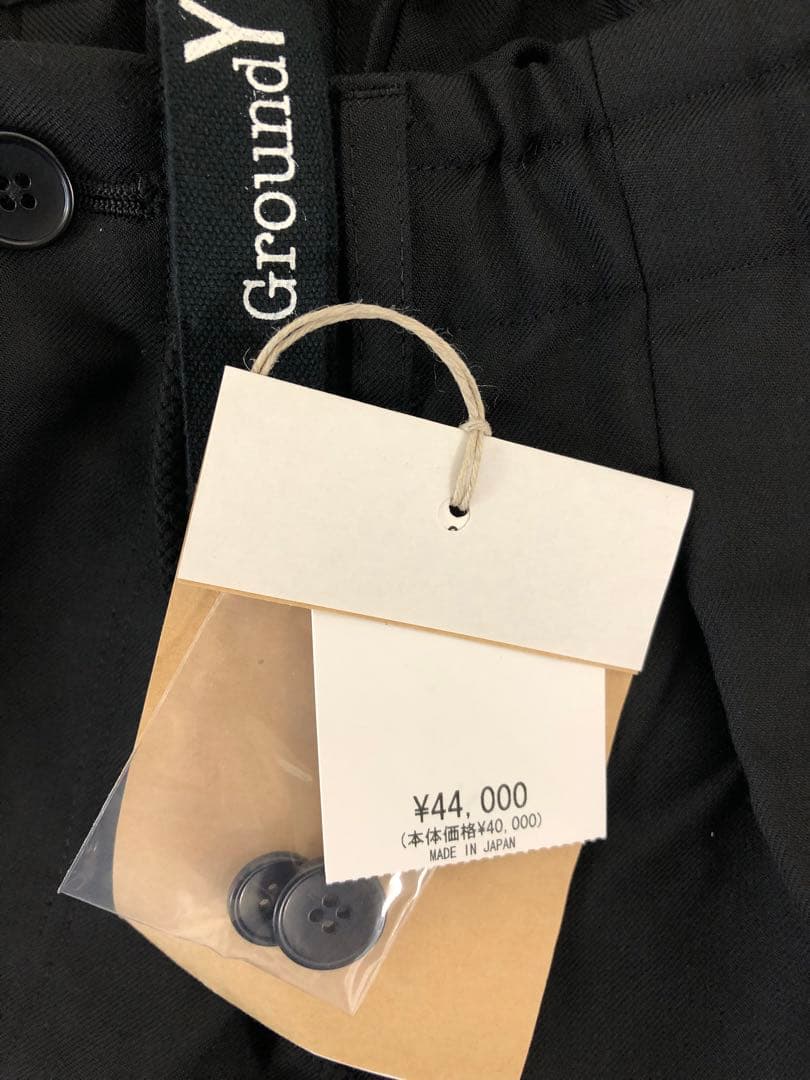 GroundY
¥44,000
(本体価格¥40,000)
MADE IN JAPAN